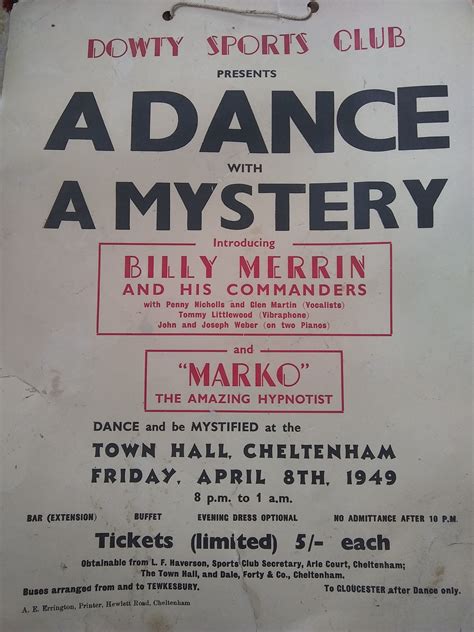 DOWTY SPORTS CLUB
PRESENTS
A DANCE
WITH
A MYSTERY
Introducing
BILLY MERRIN
AND HIS COMMANDERS
with Penny Nicholls and Glen Martin (Vocalists)
Tommy Littlewood (Vibraphone)
John and Joseph Weber (on two Pianos)
and
"MARKO"
THE AMAZING HYPNOTIST
DANCE and be MYSTIFIED at the
TOWN HALL, CHELTENHAM
FRIDAY, APRIL 8TH, 1949
8 p.m. to 1 a.m.
BAR (EXTENSION) BUFFET EVENING DRESS OPTIONAL NO ADMITTANCE AFTER 10 P.M.
Tickets (limited) 5/- each
Obtainable from L. F. Haverson, Sports Club Secretary, Arle Court, Cheltenham;
The Town Hall, and Dale, Forty & Co., Cheltenham.
Buses arranged from and to TEWKESBURY. To GLOUCESTER after Dance only.
A. E. Errington, Printer, Hewlett Road, Cheltenham